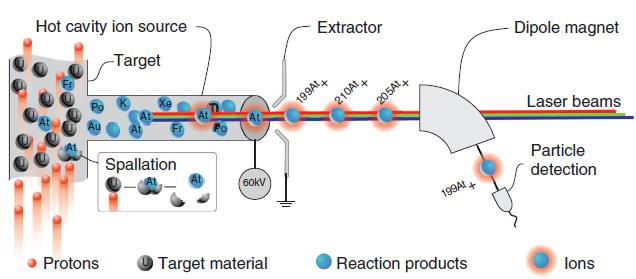 Hot cavity ion source
Extractor
Dipole magnet
Target
Fr
Po
K
Xe
Tl
At
199At+
210At+
205At+
Laser beams
U
At
Au
At
At
Fr
At
Po
At
At
Spallation
U
At
At
60kV
Particle
detection
199At+
Protons
U
Target material
Reaction products
Ions